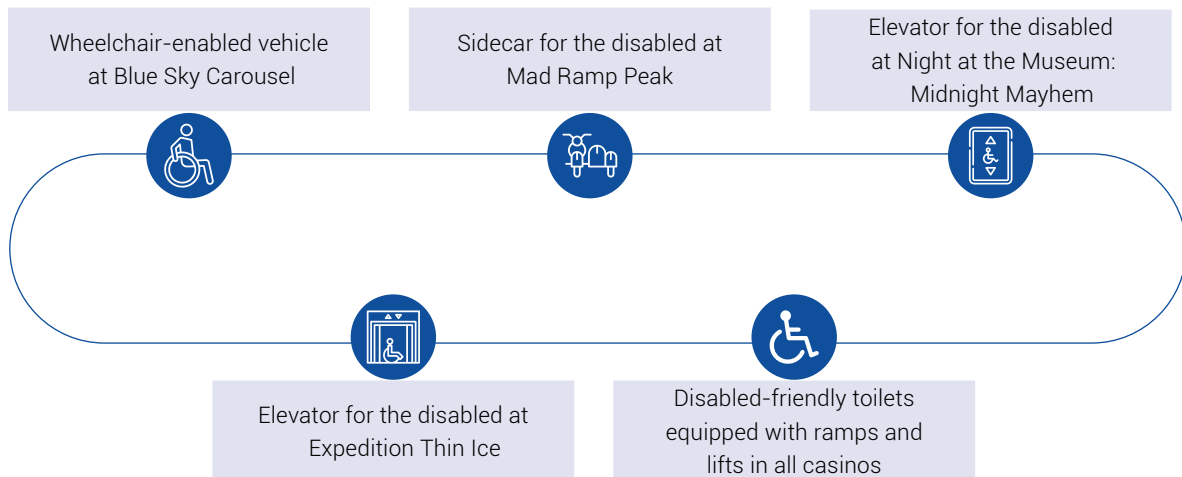 Wheelchair-enabled vehicle
at Blue Sky Carousel
Sidecar for the disabled at
Mad Ramp Peak
Elevator for the disabled
at Night at the Museum:
Midnight Mayhem
Elevator for the disabled at
Expedition Thin Ice
Disabled-friendly toilets
equipped with ramps and
lifts in all casinos